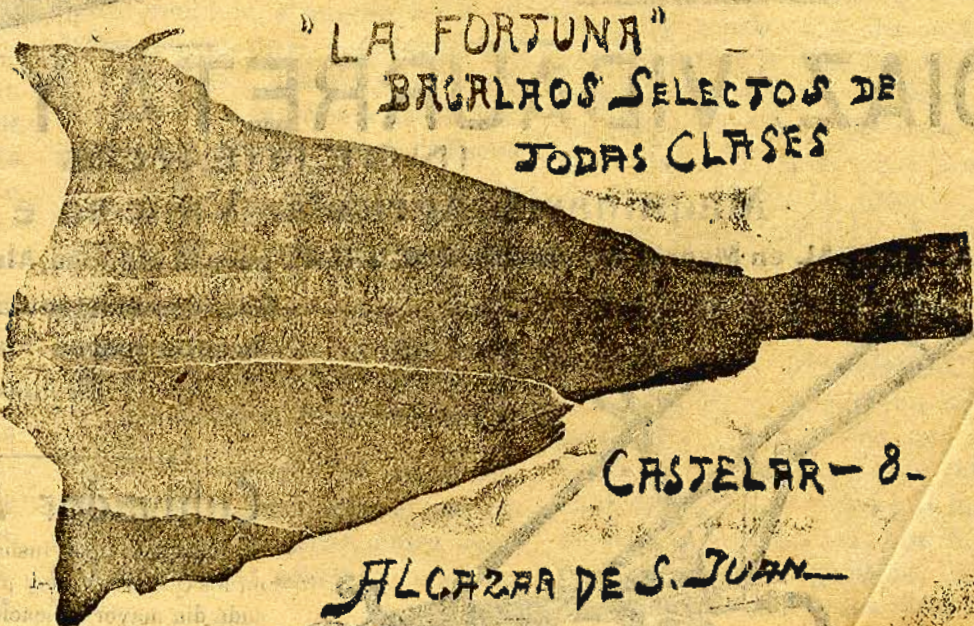 "LA FORTUNA"
BACALAOS SELECTOS DE
TODAS CLASES
CASTELAR - 8 -
ALCAZAR DE S. JUAN